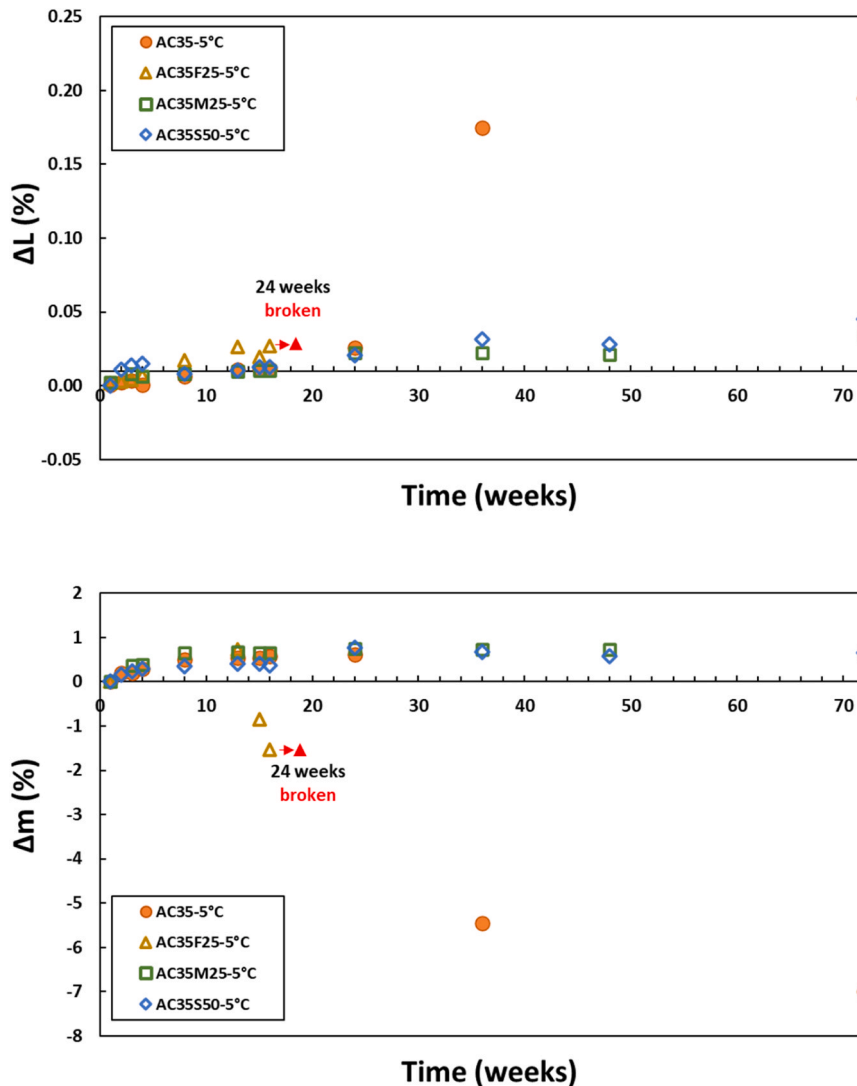 0.25
AC35-5°C
AC35F25-5°C
AC35M25-5°C
AC35S50-5°C
0.20
0.15
ΔL (%)
0.10
24 weeks
broken
0.05
0.00
0 10 20 30 40 50 60 70
-0.05
Time (weeks)
2
1
0
0 10 20 30 40 50 60 70
-1
24 weeks
broken
-2
Δm (%)
-3
-4
-5
AC35-5°C
AC35F25-5°C
AC35M25-5°C
AC35S50-5°C
-6
-7
-8
Time (weeks)